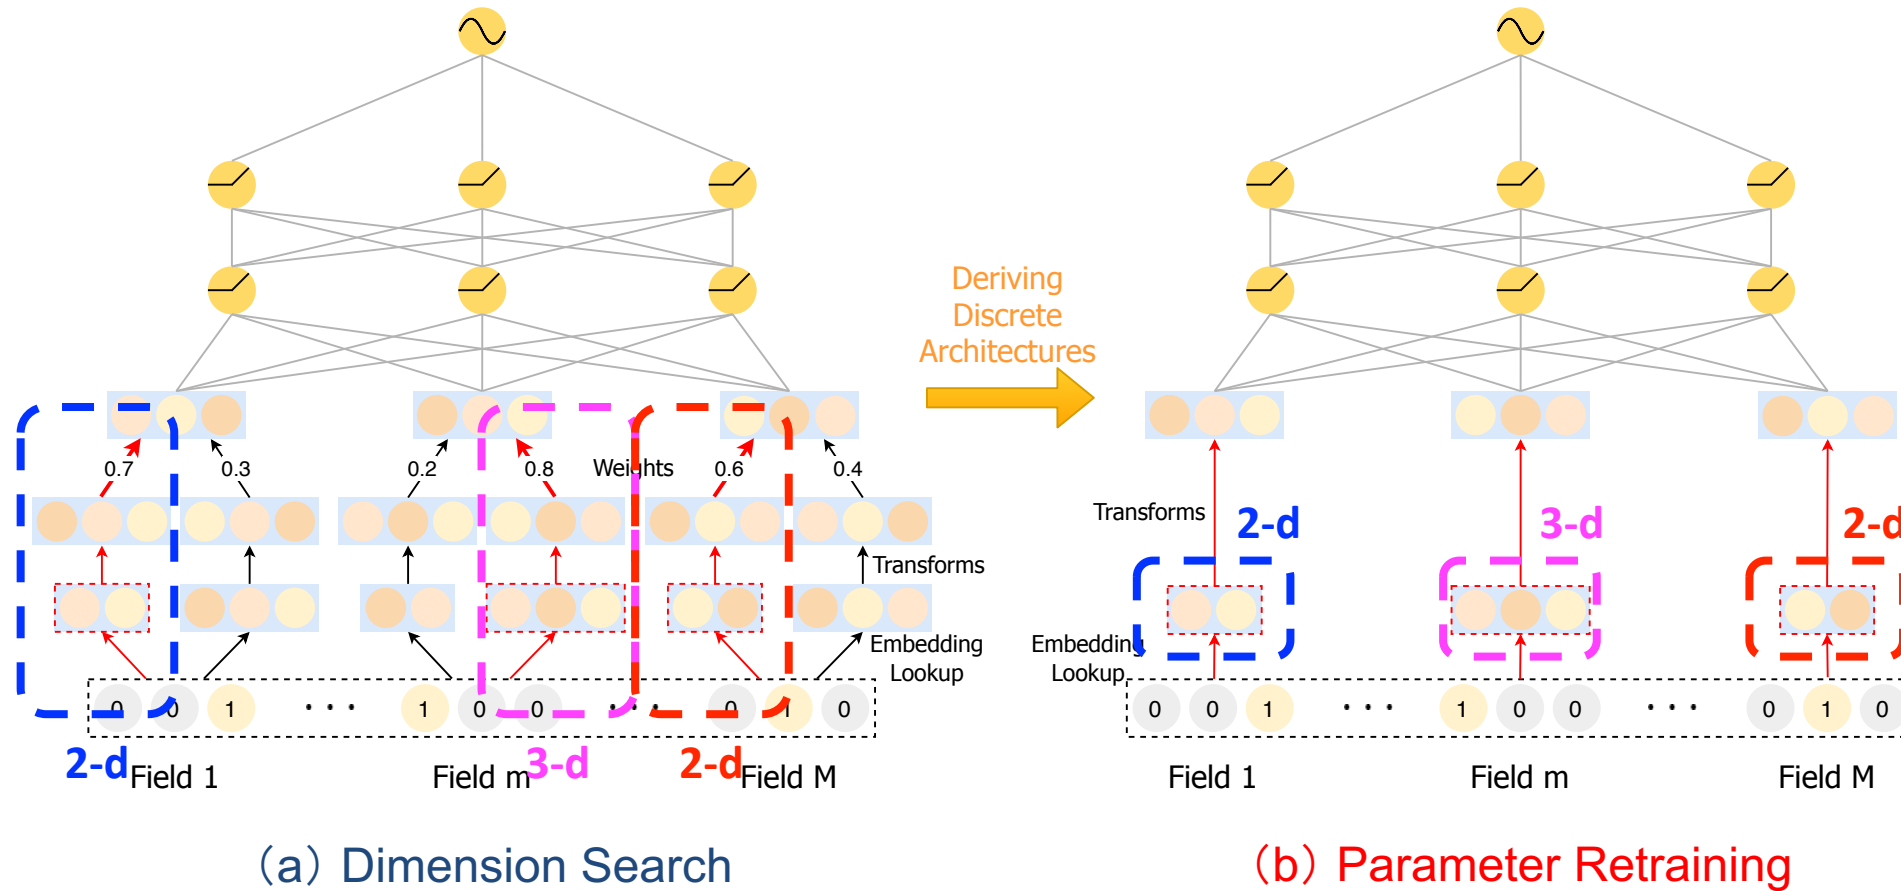 Deriving
Discrete
Architectures
0.7
0.3
0.2
0.8
Weights
0.6
0.4
Transforms
2-d
3-d
2-d
Transforms
Embedding
Lookup
Embedding
Lookup
0 0 1 · · · 1 0 0 · · · 0 1 0
0 0 1 · · · 1 0 0 · · · 0 1 0
2-d
3-d
2-d
Field 1
Field m
Field M
Field 1
Field m
Field M
(a) Dimension Search
(b) Parameter Retraining